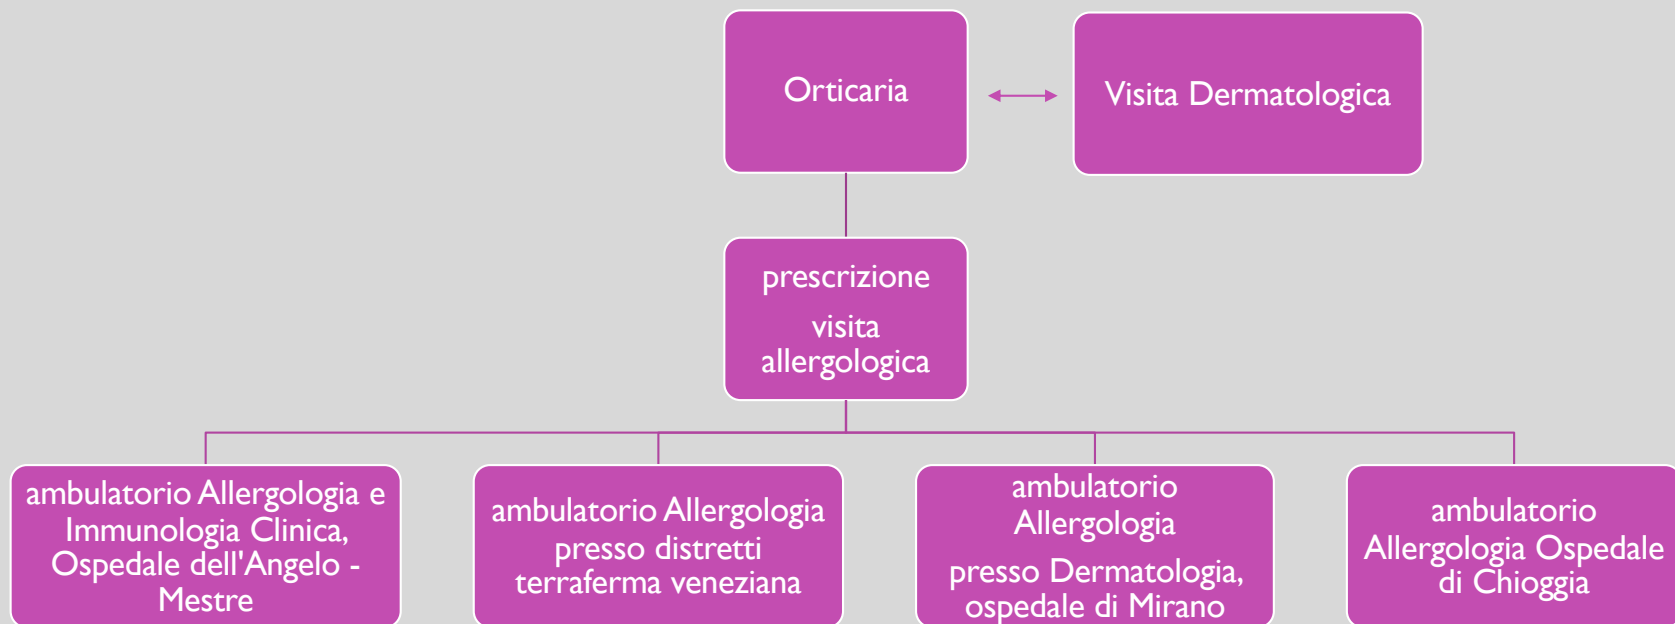 Orticaria
Visita Dermatologica
prescrizione
visita
allergologica
ambulatorio Allergologia e
Immunologia Clinica,
Ospedale dell'Angelo -
Mestre
ambulatorio Allergologia
presso distretti
terraferma veneziana
ambulatorio
Allergologia
presso Dermatologia,
ospedale di Mirano
ambulatorio
Allergologia Ospedale
di Chioggia